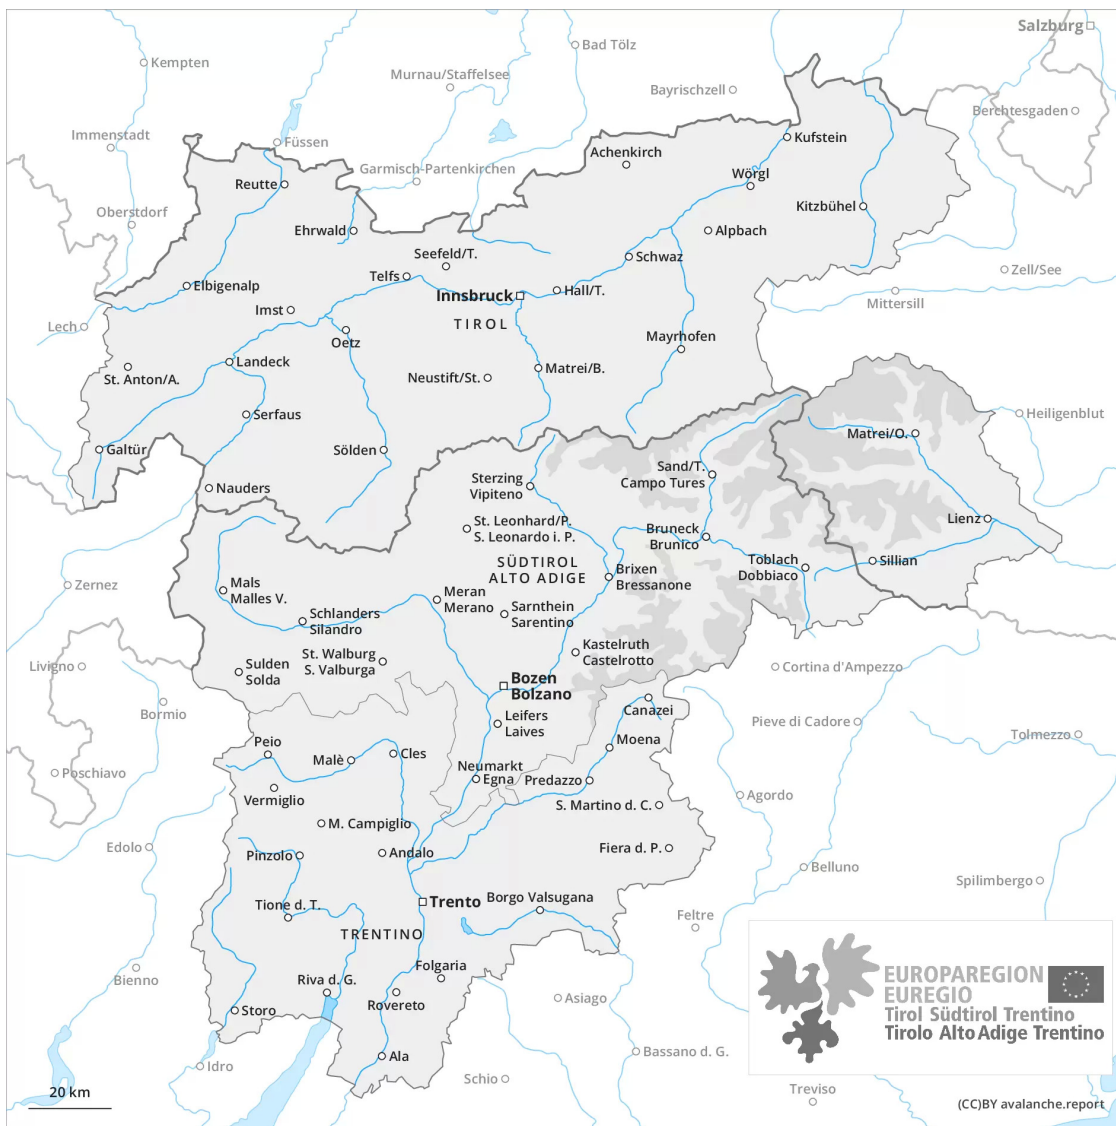 Salzburg
Bad Tölz
Kempten
Murnau/Staffelsee
Bayrischzell
Berchtesgaden
Immenstadt
Füssen
Kufstein
Achenkirch
Garmisch-Partenkirchen
Wörgl
Reutte
Kitzbühel
Oberstdorf
Ehrwald
Alpbach
Seefeld/T.
Schwaz
Zell/See
Telfs
Elbigenalp
Hall/T.
Innsbruck
Mittersill
Imst
TIROL
Lech
Oetz
Mayrhofen
Landeck
Matrei/B.
St. Anton/A.
Neustift/St.
Serfaus
Heiligenblut
Matrei/O.
Galtür
Sölden
Sand/T.
Campo Tures
Sterzing
Vipiteno
Nauders
St. Leonhard/P.
S. Leonardo i. P.
Lienz
Bruneck
Brunico
SÜDTIROL
ALTO ADIGE
Toblach
Dobbiaco
Sillian
Brixen
Bressanone
Zernez
Mals
Malles V.
Meran
Merano
Sarnthein
Sarentino
Schlanders
Silandro
Kastelruth
Castelrotto
St. Walburg
S. Valburga
Livigno
Sulden
Solda
Cortina d'Ampezzo
Bozen
Bolzano
Bormio
Canazei
Leifers
Laives
Pieve di Cadore
Tolmezzo
Peio
Moena
Malè
Cles
Poschiavo
Neumarkt
Egna
Predazzo
Vermiglio
Agordo
S. Martino d. C.
M. Campiglio
Edolo
Fiera d. P.
Pinzolo
Andalo
Belluno
Spilimbergo
Tione d. T.
Trento
Borgo Valsugana
Feltre
TRENTINO
Folgaria
Bienno
Riva d. G.
EUROPAREGION
EUREGIO
Tirol Südtirol Trentino
Tirolo Alto Adige Trentino
Rovereto
Asiago
Storo
Ala
Bassano d. G.
Idro
Schio
Treviso
20 km
(CC)BY avalanche.report